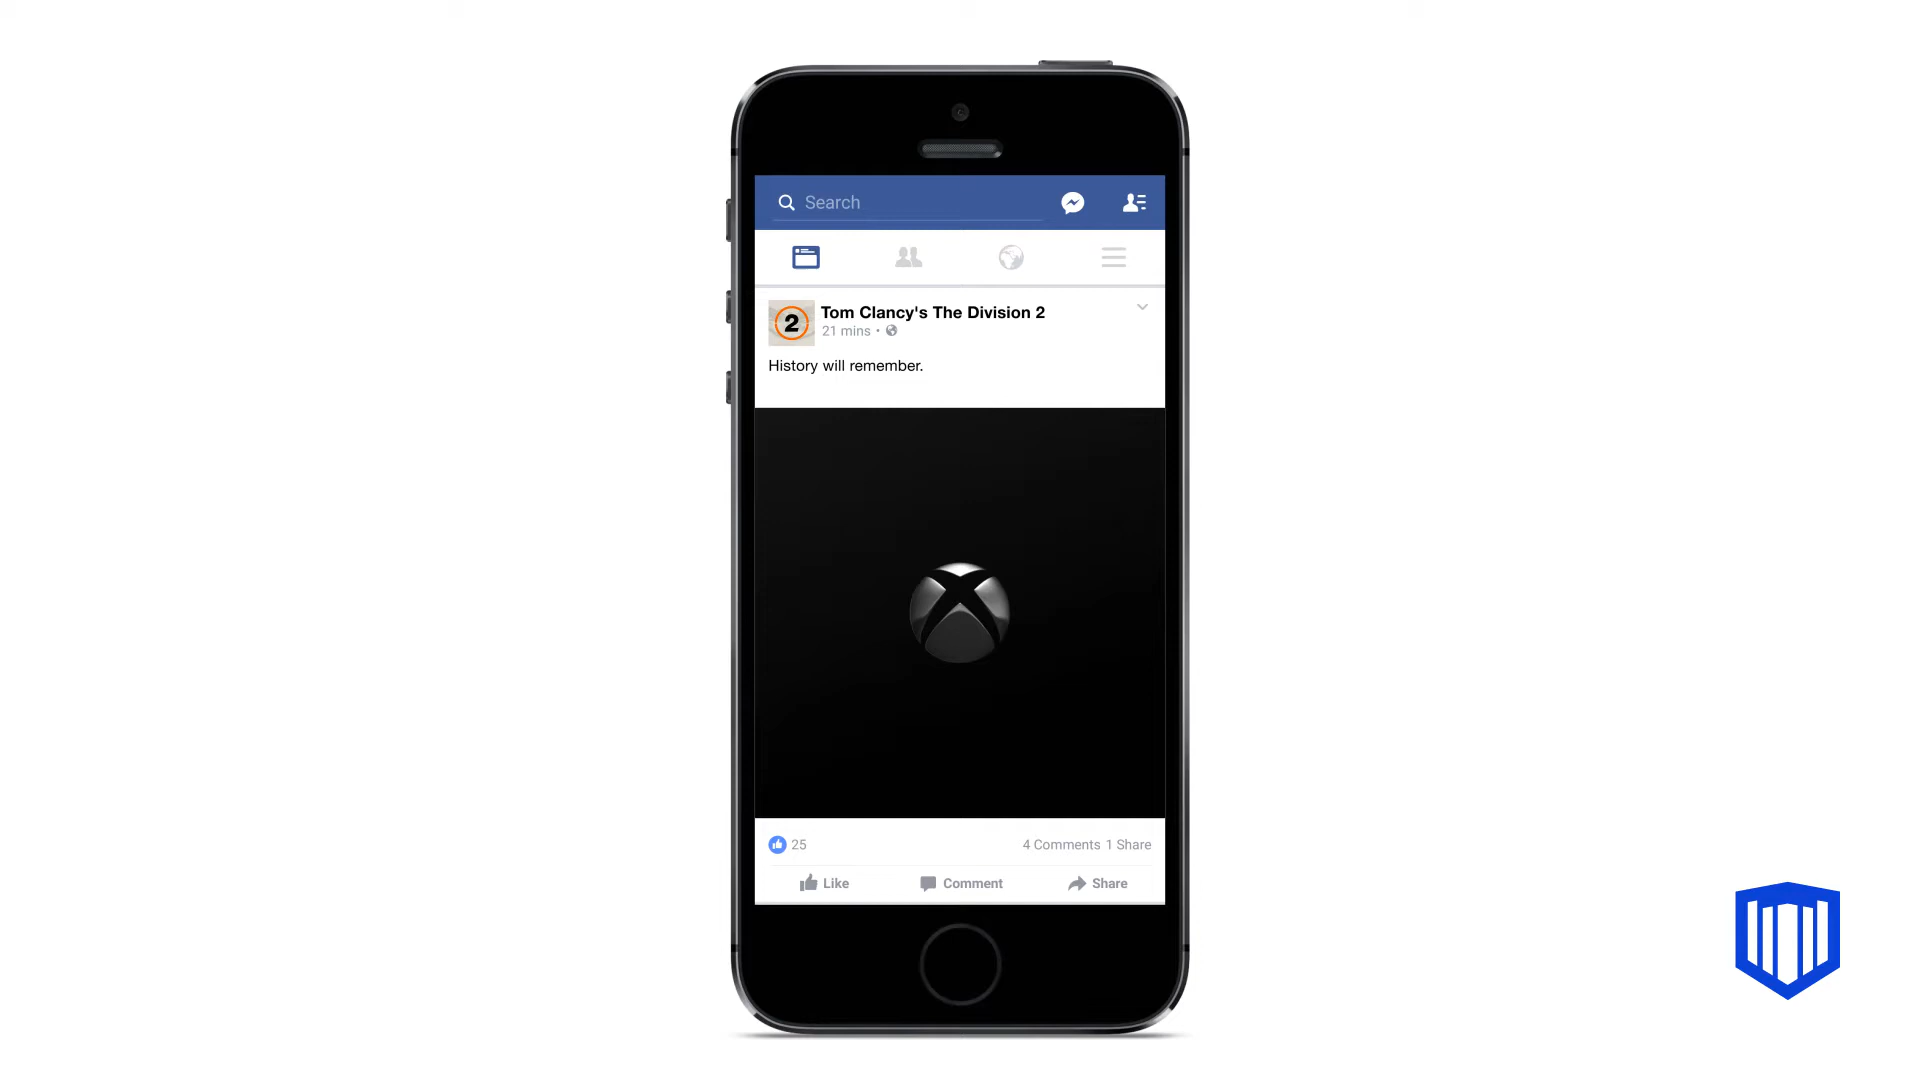 Search
2
Tom Clancy's The Division 2
21 mins •
History will remember.
25
4 Comments 1 Share
Like
Comment
Share